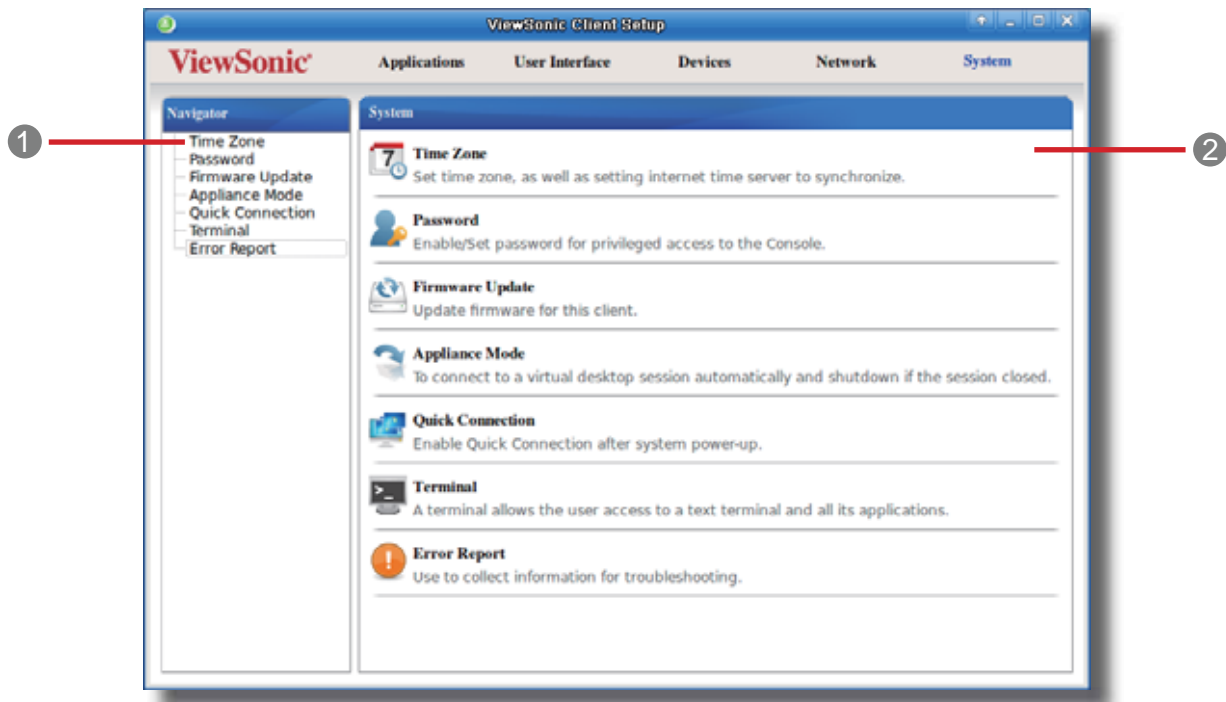 ViewSonic Client Setup
ViewSonic®
Applications User Interface Devices Network System
Navigator
Time Zone
Password
Firmware Update
Appliance Mode
Quick Connection
Terminal
Error Report
1
System
7
Time Zone
Set time zone, as well as setting internet time server to synchronize.
Password
Enable/Set password for privileged access to the Console.
Firmware Update
Update firmware for this client.
Appliance Mode
To connect to a virtual desktop session automatically and shutdown if the session closed.
Quick Connection
Enable Quick Connection after system power-up.
>_
Terminal
A terminal allows the user access to a text terminal and all its applications.
!
Error Report
Use to collect information for troubleshooting.
2